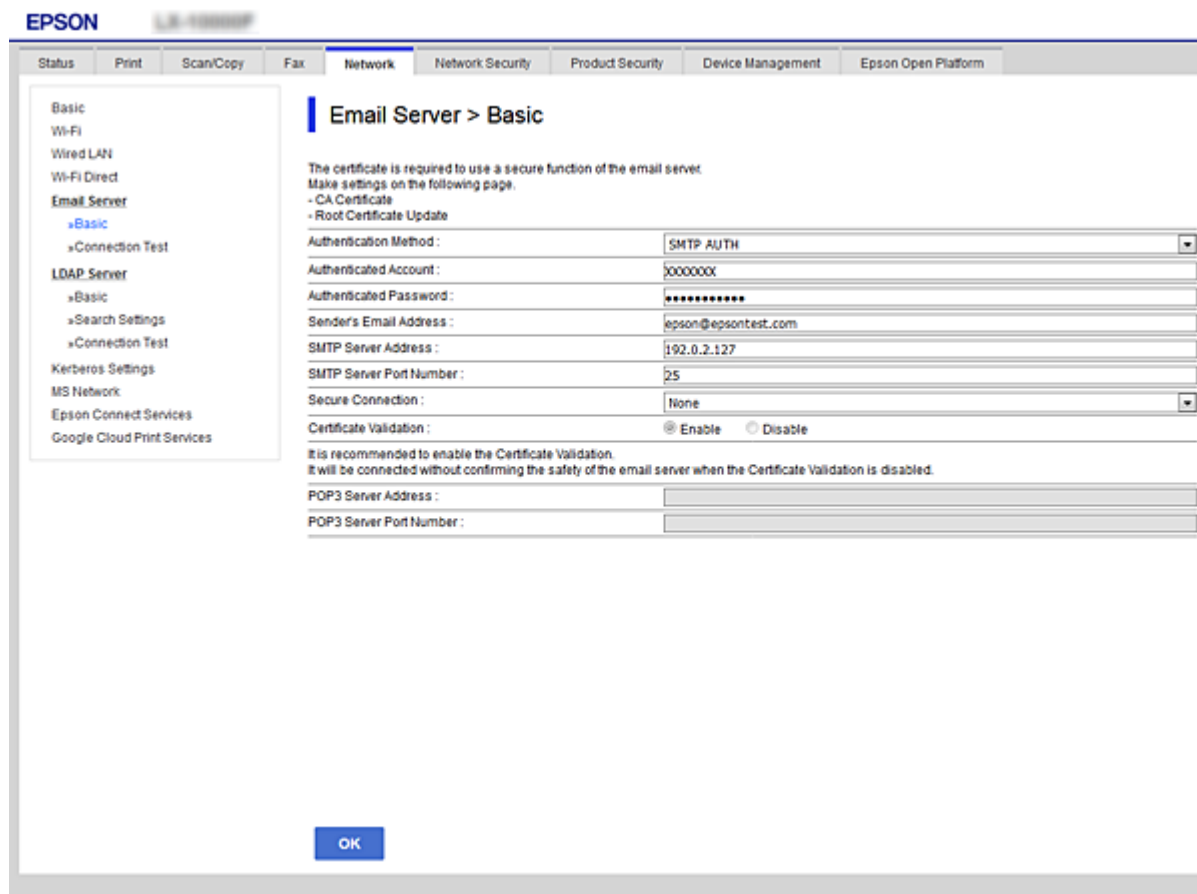 EPSON
Status Print Scan/Copy Fax Network Network Security Product Security Device Management Epson Open Platform
Basic
Wi-Fi
Wired LAN
Wi-Fi Direct
Email Server
»Basic
»Connection Test
LDAP Server
»Basic
»Search Settings
»Connection Test
Kerberos Settings
MS Network
Epson Connect Services
Google Cloud Print Services
Email Server > Basic
The certificate is required to use a secure function of the email server.
Make settings on the following page.
- CA Certificate
- Root Certificate Update
Authentication Method : SMTP AUTH
Authenticated Account : XXXXXXX
Authenticated Password : •••••••••••
Sender's Email Address : epson@epsontest.com
SMTP Server Address : 192.0.2.127
SMTP Server Port Number : 25
Secure Connection : None
Certificate Validation : Enable Disable
It is recommended to enable the Certificate Validation.
It will be connected without confirming the safety of the email server when the Certificate Validation is disabled.
POP3 Server Address :
POP3 Server Port Number :
OK